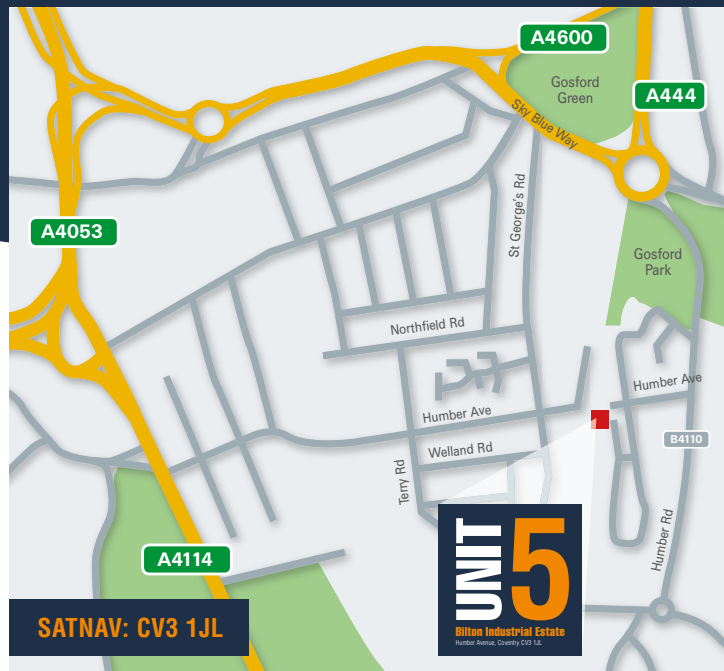 A4600
Gosford
Green
A444
Sky Blue Way
A4053
St George's Rd
Gosford
Park
Northfield Rd
Humber Ave
Humber Ave
B4110
Welland Rd
Terry Rd
Humber Rd
A4114
UNIT 5
Bilton Industrial Estate
Humber Avenue, Coventry CV3 1JL
SATNAV: CV3 1JL